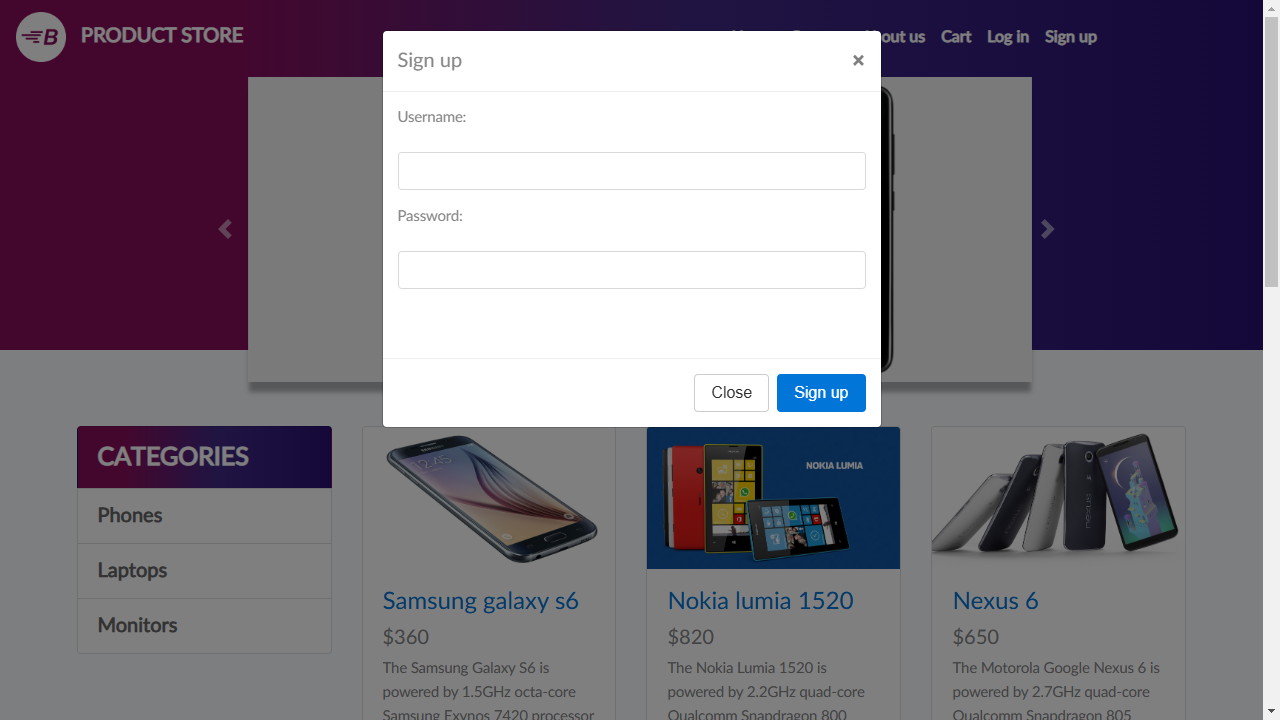 PRODUCT STORE
out us Cart Log in Sign up
Sign up ×
Username:
Password:
Close Sign up
CATEGORIES
Phones
Laptops
Monitors
NOKIA LUMIA
Samsung galaxy s6
$360
The Samsung Galaxy S6 is
powered by 1.5GHz octa-core
Samsung Exynos 7420 processor
Nokia lumia 1520
$820
The Nokia Lumia 1520 is
powered by 2.2GHz quad-core
Qualcomm Snapdragon 800
nexus
Nexus 6
$650
The Motorola Google Nexus 6 is
powered by 2.7GHz quad-core
Qualcomm Snapdragon 805